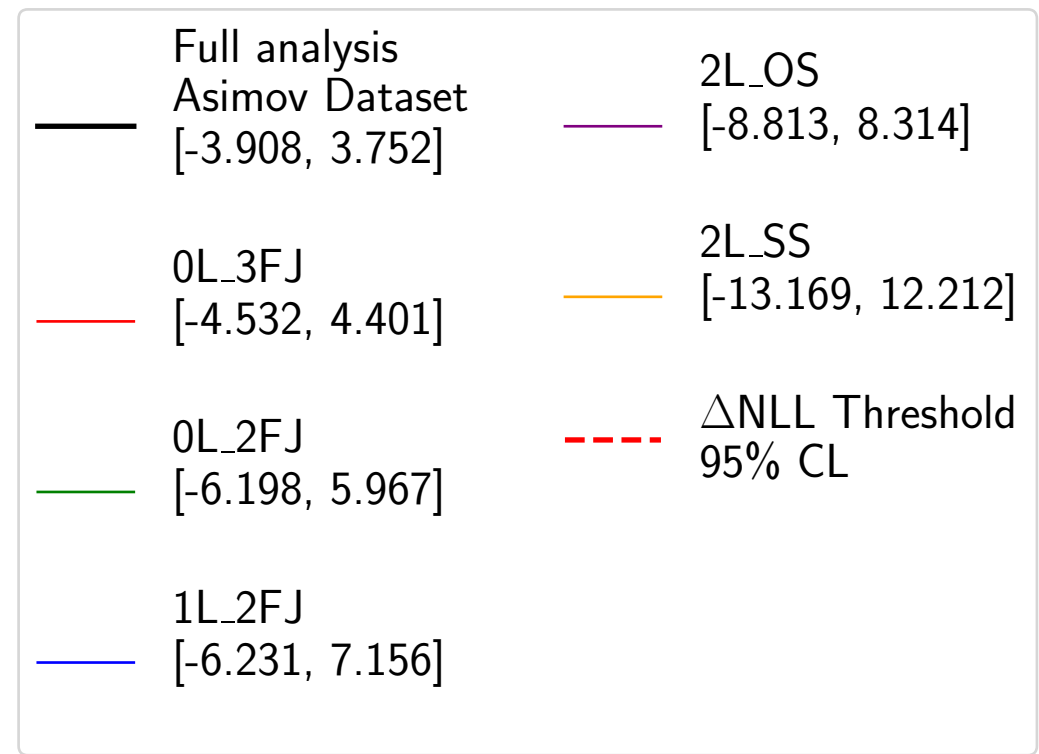 Full analysis
Asimov Dataset
[-3.908, 3.752]
0L_3FJ
[-4.532, 4.401]
0L_2FJ
[-6.198, 5.967]
1L_2FJ
[-6.231, 7.156]
2L_OS
[-8.813, 8.314]
2L_SS
[-13.169, 12.212]
ΔNLL Threshold
95% CL